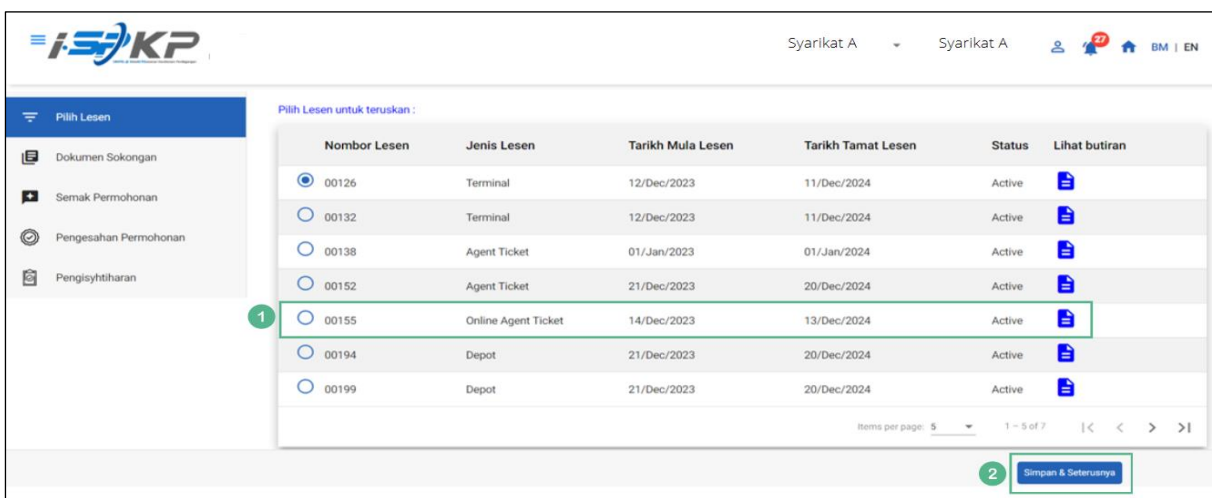 i-SPKP
Syarikat A Syarikat A 27 BM | EN
Pilih Lesen
Dokumen Sokongan
Semak Permohonan
Pengesahan Permohonan
Pengisyhtiharan
Pilih Lesen untuk teruskan :
Nombor Lesen Jenis Lesen Tarikh Mula Lesen Tarikh Tamat Lesen Status Lihat butiran
00126 Terminal 12/Dec/2023 11/Dec/2024 Active
00132 Terminal 12/Dec/2023 11/Dec/2024 Active
00138 Agent Ticket 01/Jan/2023 01/Jan/2024 Active
00152 Agent Ticket 21/Dec/2023 20/Dec/2024 Active
1 00155 Online Agent Ticket 14/Dec/2023 13/Dec/2024 Active
00194 Depot 21/Dec/2023 20/Dec/2024 Active
00199 Depot 21/Dec/2023 20/Dec/2024 Active
Items per page: 5 1 – 5 of 7
2 Simpan & Seterusnya